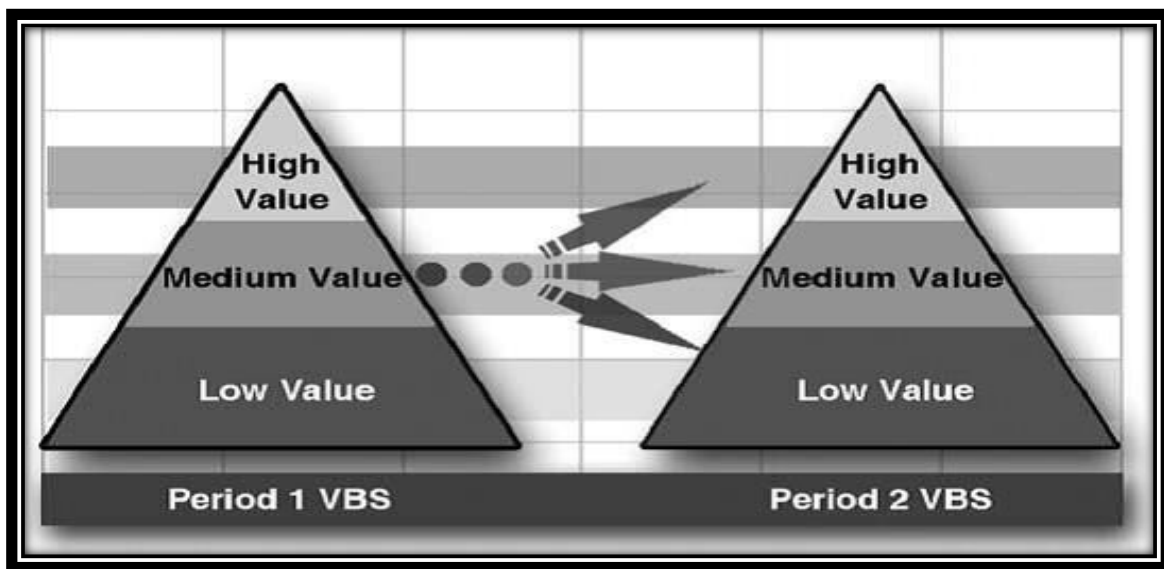 High
Value
Medium Value
Low Value
Period 1 VBS
High
Value
Medium Value
Low Value
Period 2 VBS